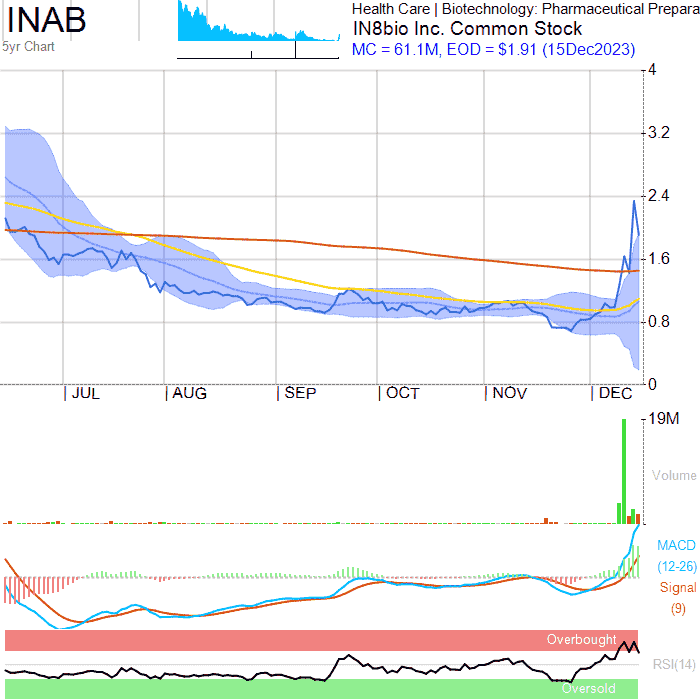 INAB
5yr Chart
Health Care | Biotechnology: Pharmaceutical Prepara
IN8bio Inc. Common Stock
MC = 61.1M, EOD = $1.91 (15Dec2023)
4
3.2
2.4
1.6
0.8
0
JUL AUG SEP OCT NOV DEC
19M
Volume
MACD
(12-26)
Signal
(9)
Overbought
RSI(14)
Oversold